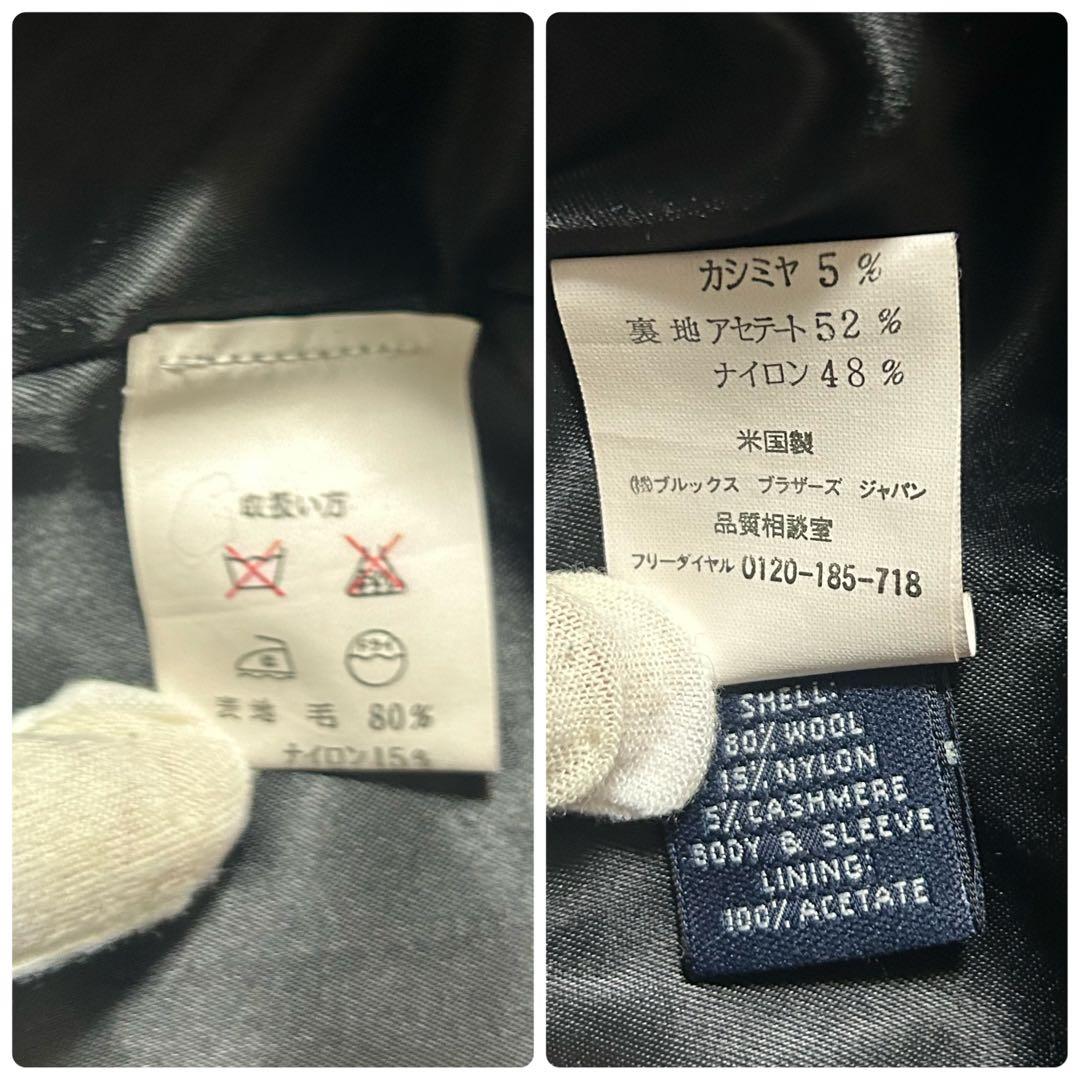 取扱い方
表地 毛 80%
ナイロン15%
カシミヤ 5%
裏地アセテート52%
ナイロン48%
米国製
(株)ブルックス ブラザーズ ジャパン
品質相談室
フリーダイヤル 0120-185-718
SHELL:
80% WOOL
15% NYLON
5% CASHMERE
BODY & SLEEVE
LINING:
100% ACETATE